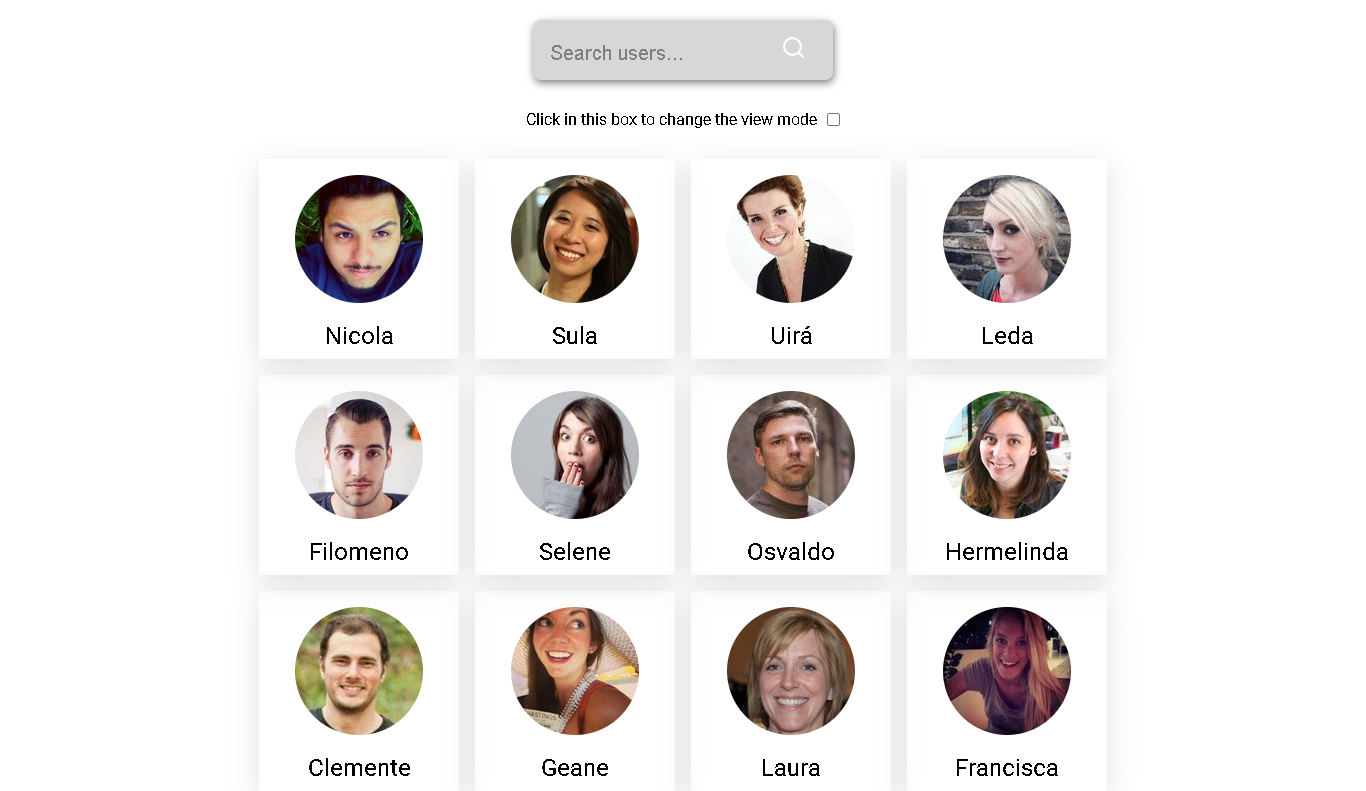 Search users...
Click in this box to change the view mode
Nicola
Sula
Uirá
Leda
Filomeno
Selene
Osvaldo
Hermelinda
Clemente
Geane
Laura
Francisca